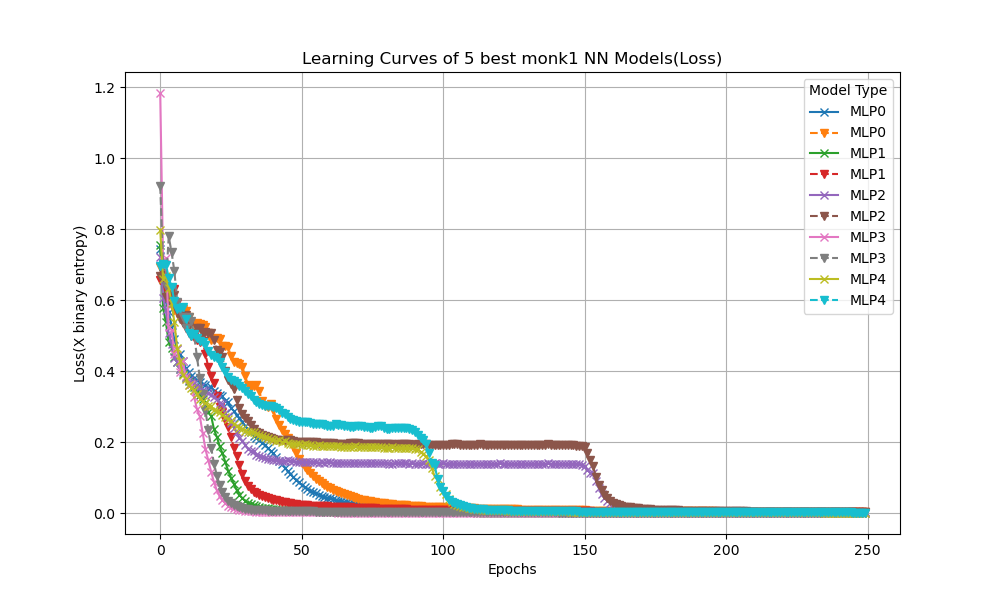 Learning Curves of 5 best monk1 NN Models(Loss)
Loss(X binary entropy)
1.2
1.0
0.8
0.6
0.4
0.2
0.0
Model Type
MLP0
MLP0
MLP1
MLP1
MLP2
MLP2
MLP3
MLP3
MLP4
MLP4
0 50 100 150 200 250
Epochs